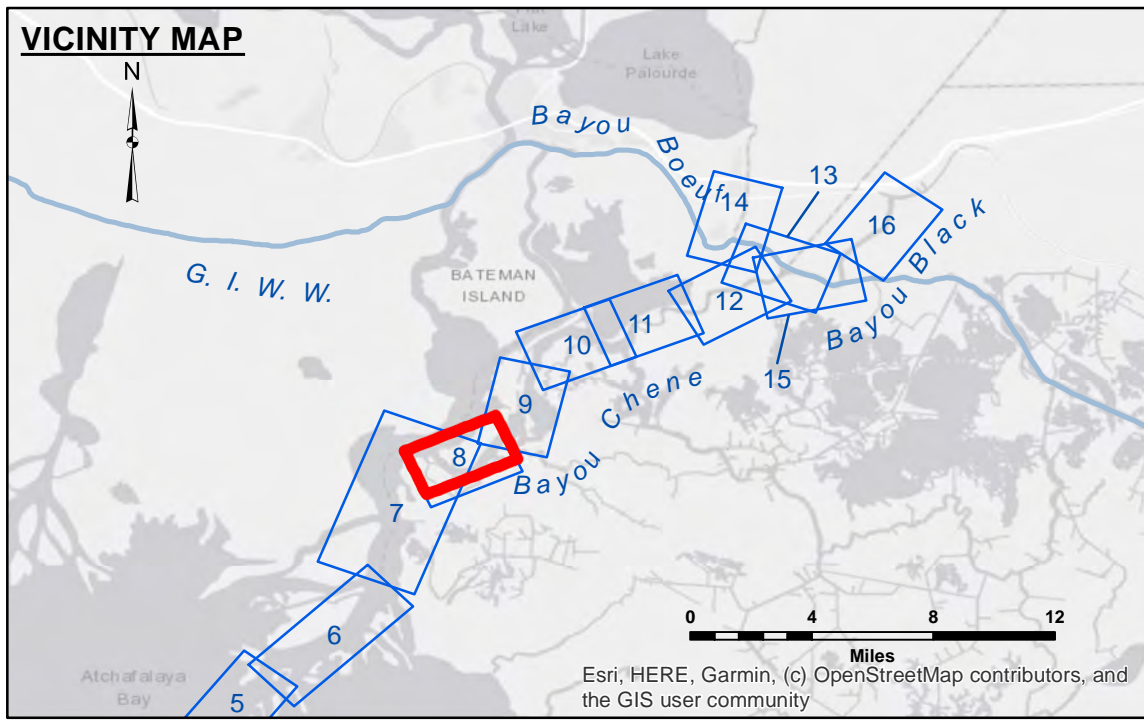 VICINITY MAP
N
Lake
Lake
Palourde
Bayou
Boeuf
13
14
16
G. I. W. W.
BATEMAN
ISLAND
Bayou Black
12
11
10
15
9
Bayou Chene
8
7
6
5
Atchafalaya
Bay
0 4 8 12
Miles
Esri, HERE, Garmin, (c) OpenStreetMap contributors, and
the GIS user community